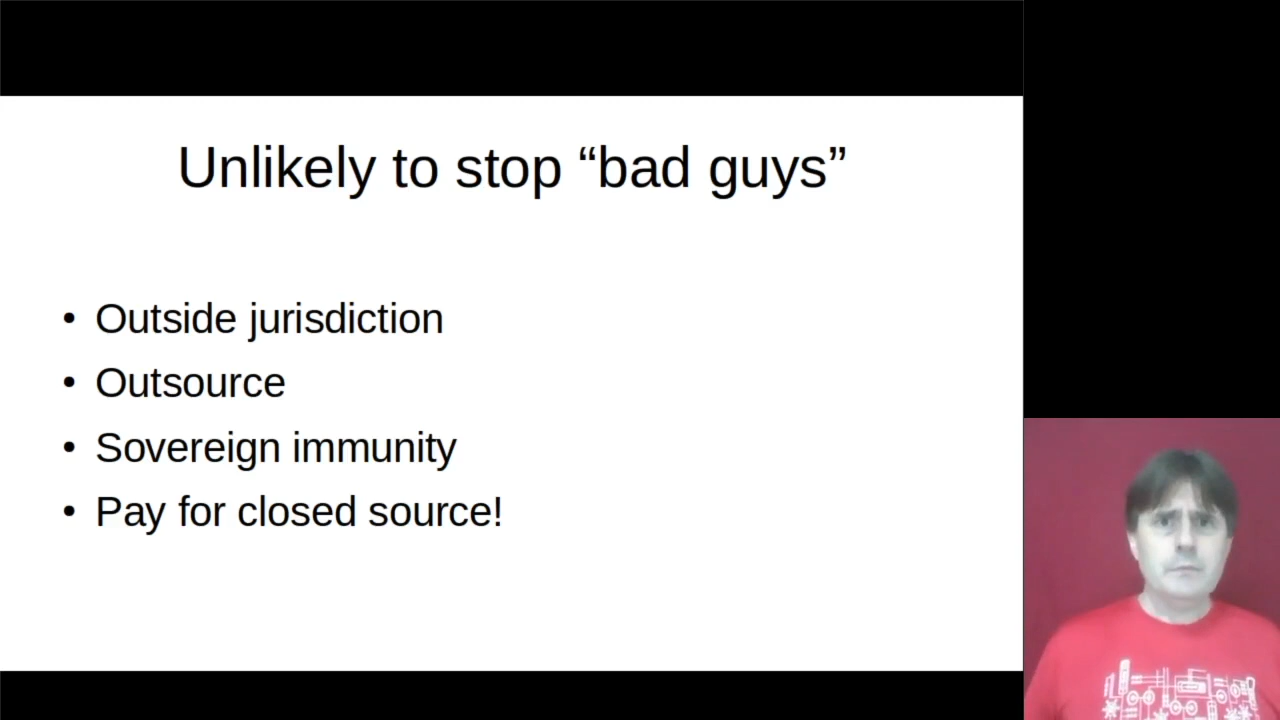 Unlikely to stop “bad guys”
• Outside jurisdiction
• Outsource
• Sovereign immunity
• Pay for closed source!